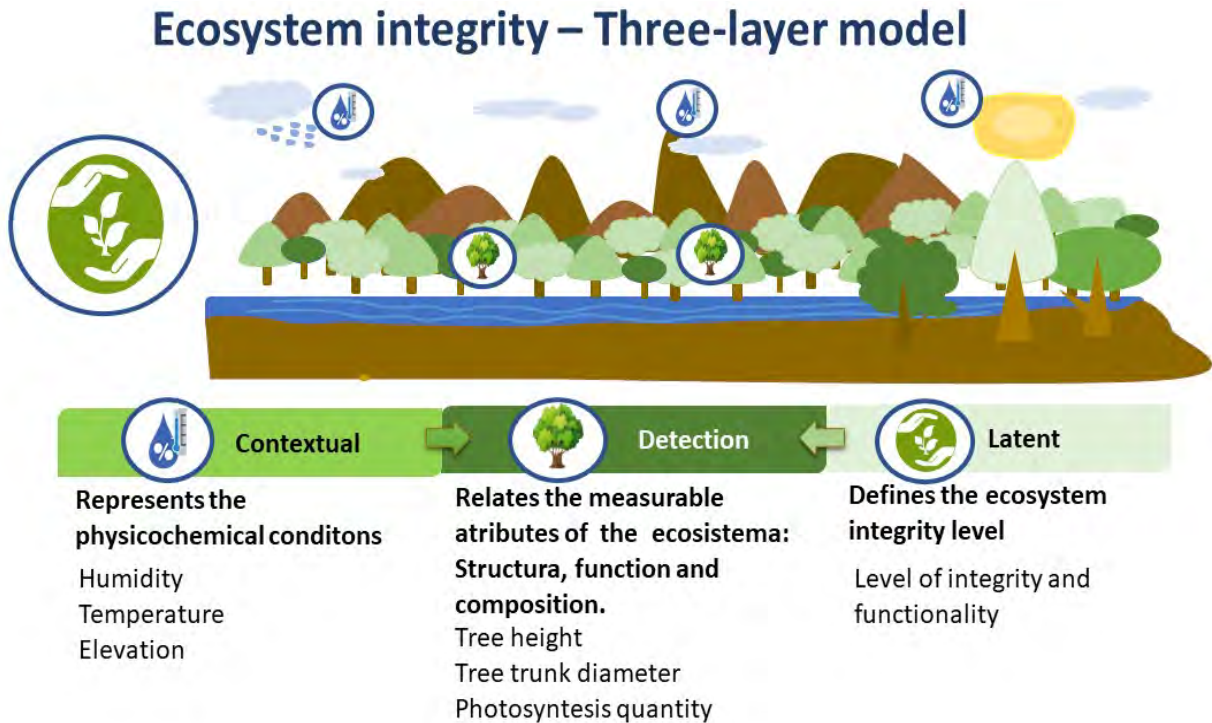 Ecosystem integrity – Three-layer model
Contextual
Represents the
physicochemical conditons
Humidity
Temperature
Elevation
Detection
Relates the measurable
atributes of the ecosistema:
Structura, function and
composition.
Tree height
Tree trunk diameter
Photosyntesis quantity
Latent
Defines the ecosystem
integrity level
Level of integrity and
functionality